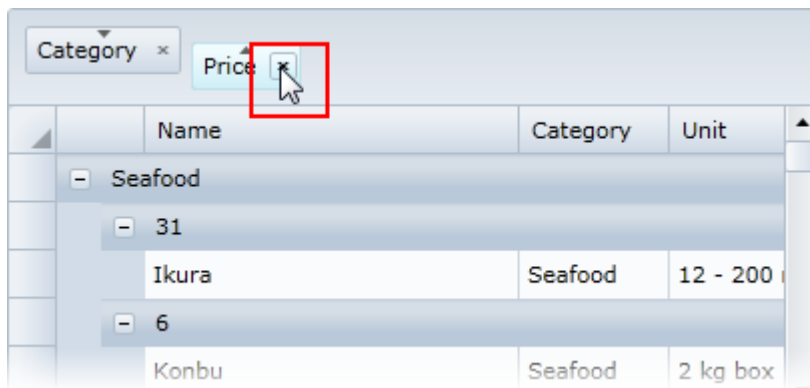 Category ×
Price ×
Name Category Unit
Seafood
31
Ikura Seafood 12 - 200
6
Konbu Seafood 2 kg box